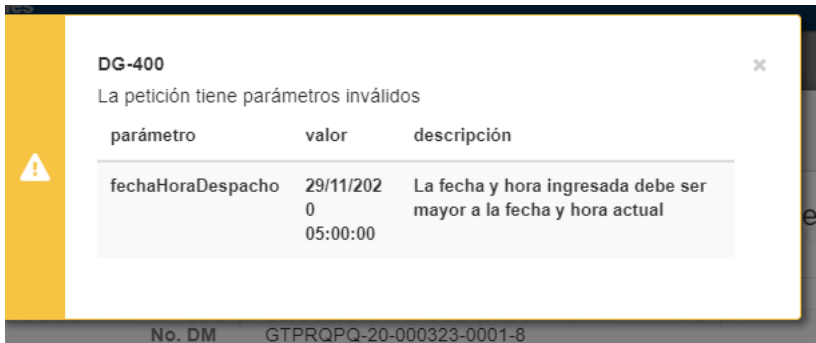 DG-400
La petición tiene parámetros inválidos
parámetro valor descripción
fechaHoraDespacho 29/11/202 La fecha y hora ingresada debe ser
0 mayor a la fecha y hora actual
05:00:00
No. DM GTPRQPQ-20-000323-0001-8